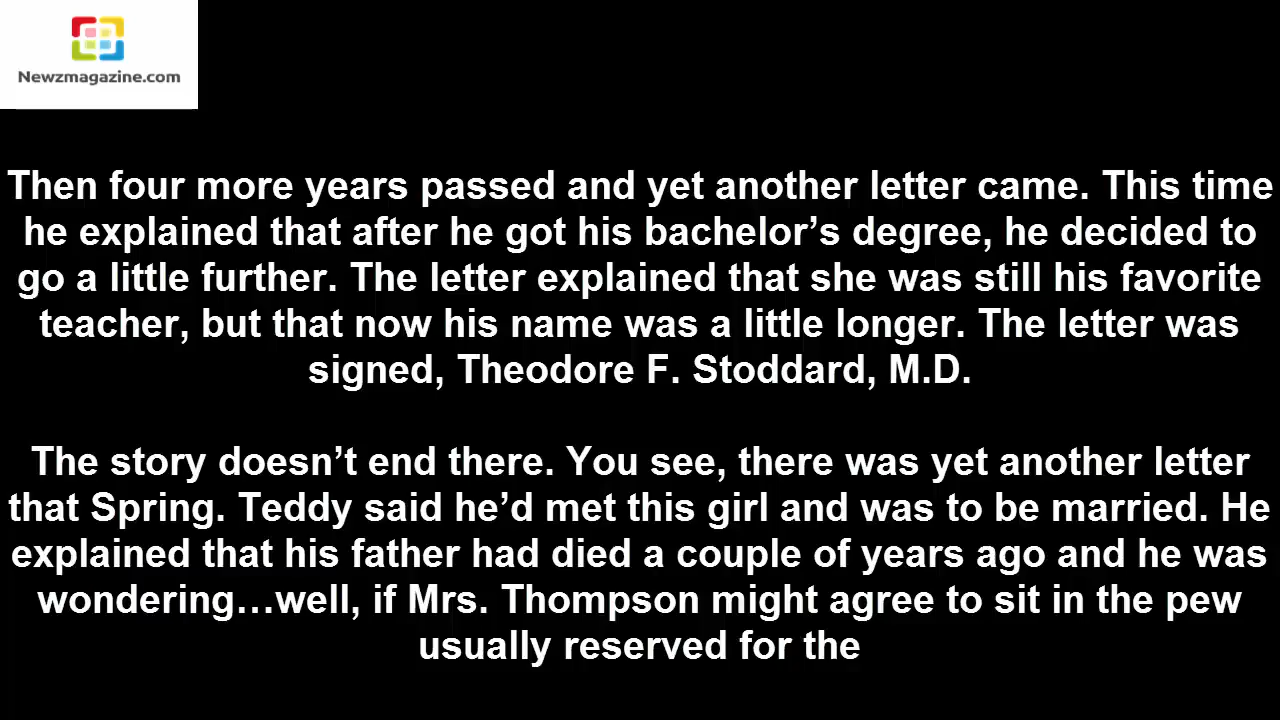 Newzmagazine.com
Then four more years passed and yet another letter came. This time
he explained that after he got his bachelor’s degree, he decided to
go a little further. The letter explained that she was still his favorite
teacher, but that now his name was a little longer. The letter was
signed, Theodore F. Stoddard, M.D.
The story doesn’t end there. You see, there was yet another letter
that Spring. Teddy said he’d met this girl and was to be married. He
explained that his father had died a couple of years ago and he was
wondering…well, if Mrs. Thompson might agree to sit in the pew
usually reserved for the